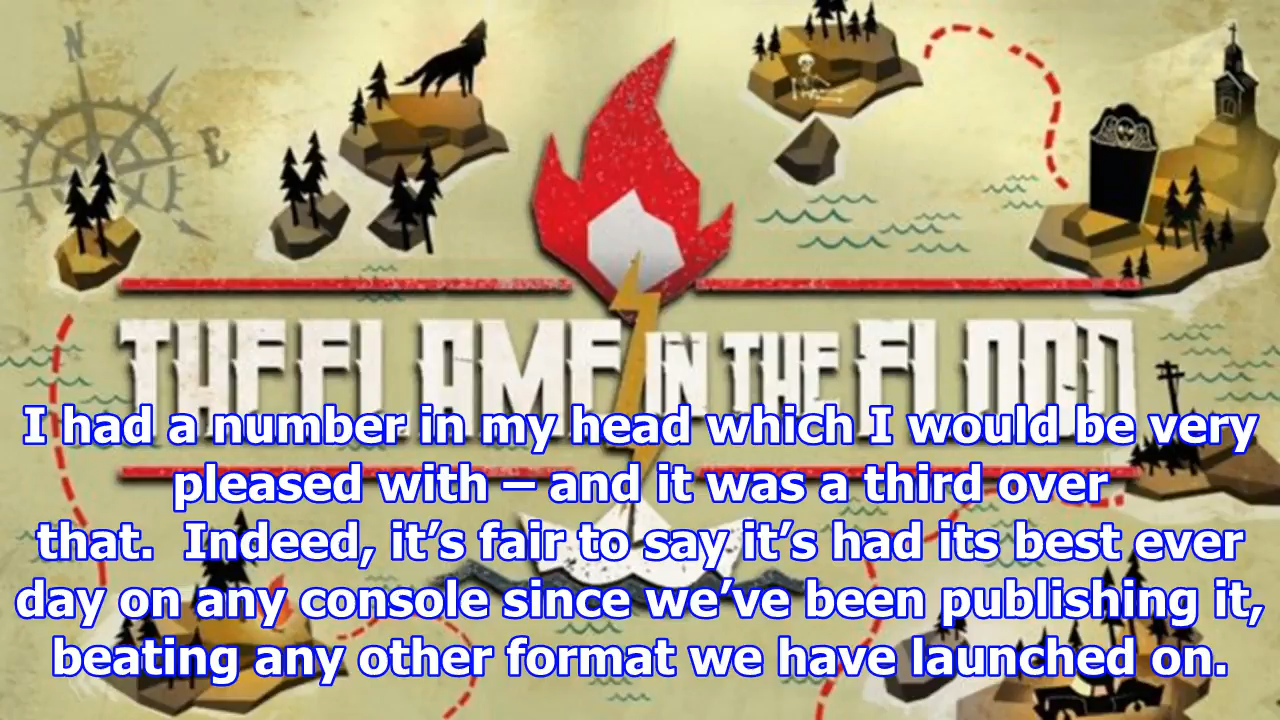 N
E
THE FLAME IN THE FLOOD
I had a number in my head which I would be very
pleased with – and it was a third over
that. Indeed, it’s fair to say it’s had its best ever
day on any console since we’ve been publishing it,
beating any other format we have launched on.